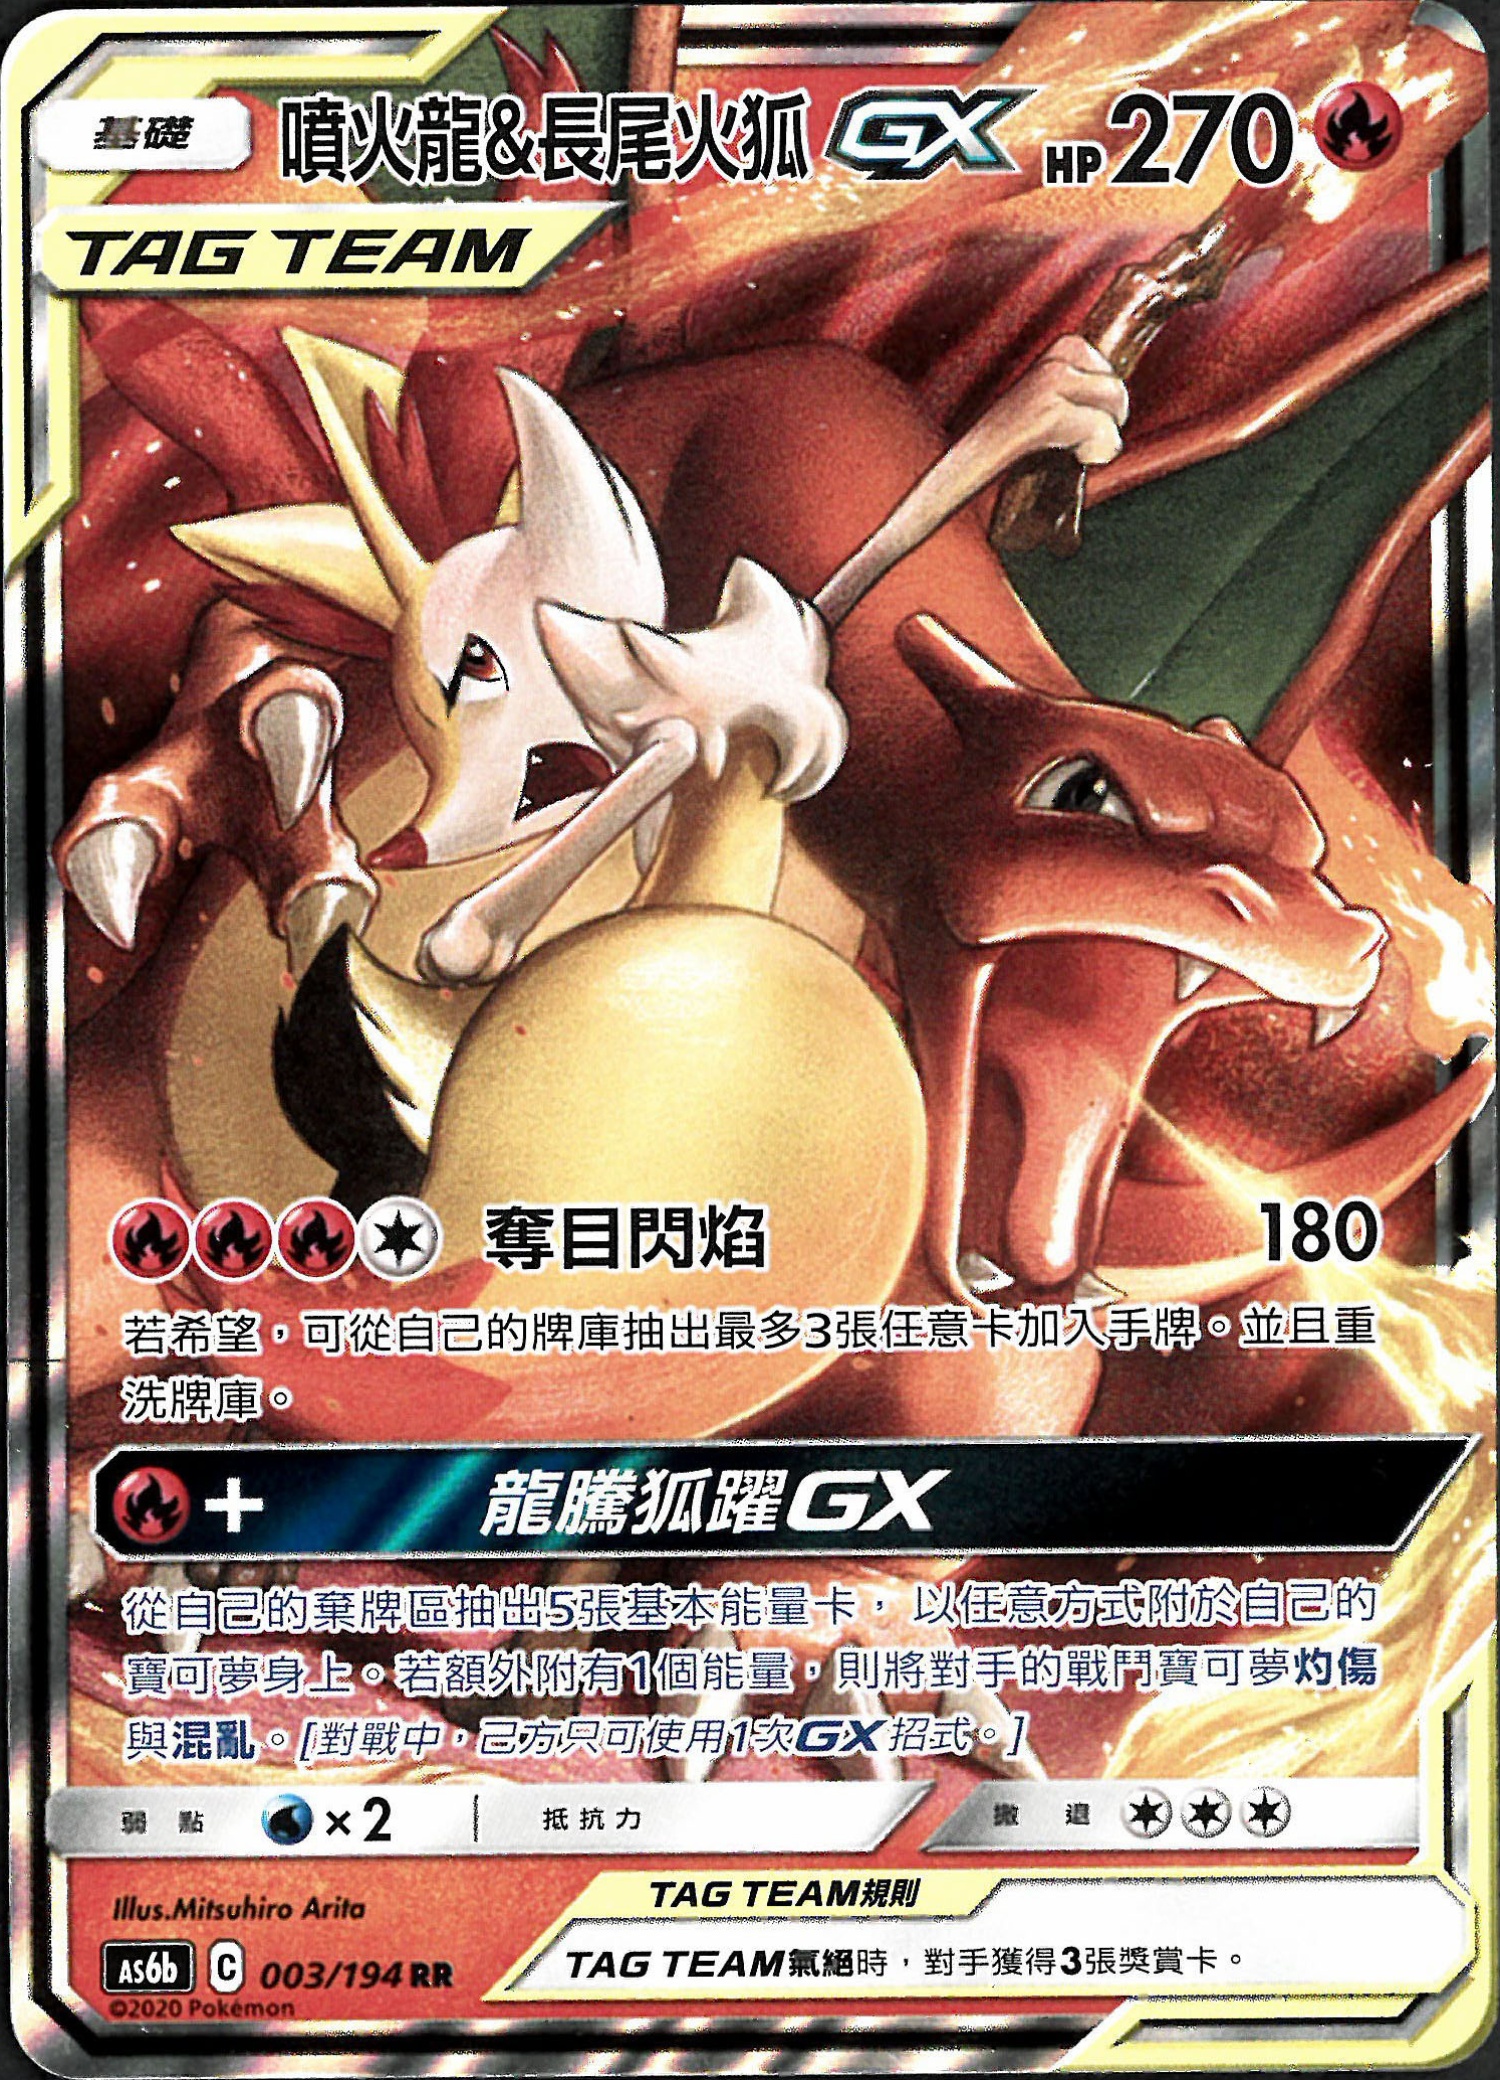 基礎 噴火龍&長尾火狐 GX HP 270
TAG TEAM
奪目閃焰 180
若希望，可從自己的牌庫抽出最多3張任意卡加入手牌。並且重
洗牌庫。
+ 龍騰狐躍GX
從自己的棄牌區抽出5張基本能量卡，以任意方式附於自己的
寶可夢身上。若額外附有1個能量，則將對手的戰鬥寶可夢灼傷
與混亂。[對戰中，己方只可使用1次GX招式。]
弱點 ×2 抵抗力 撤退
Illus.Mitsuhiro Arita
TAG TEAM規則
TAG TEAM氣絕時，對手獲得3張獎賞卡。
AS6b C 003/194 RR
©2020 Pokémon